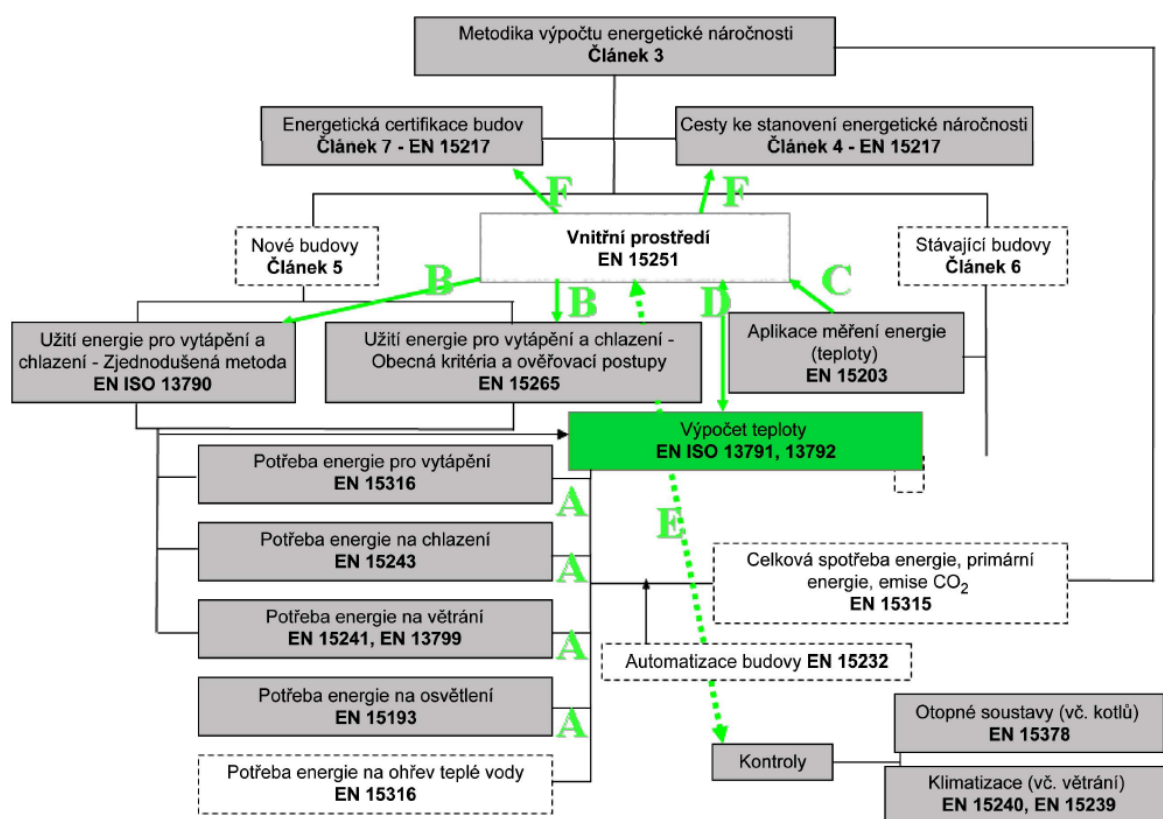 Metodika výpočtu energetické náročnosti
Článek 3
Energetická certifikace budov
Článek 7 - EN 15217
Cesty ke stanovení energetické náročnosti
Článek 4 - EN 15217
F
F
Nové budovy
Článek 5
Vnitřní prostředí
EN 15251
Stávající budovy
Článek 6
B
B
D
C
Užití energie pro vytápění a
chlazení - Zjednodušená metoda
EN ISO 13790
Užití energie pro vytápění a chlazení -
Obecná kritéria a ověřovací postupy
EN 15265
Aplikace měření energie
(teploty)
EN 15203
Výpočet teploty
EN ISO 13791, 13792
Potřeba energie pro vytápění
EN 15316
A
E
Potřeba energie na chlazení
EN 15243
A
Celková spotřeba energie, primární
energie, emise CO₂
EN 15315
Potřeba energie na větrání
EN 15241, EN 13799
A
Automatizace budovy EN 15232
Potřeba energie na osvětlení
EN 15193
A
Otopné soustavy (vč. kotlů)
EN 15378
Kontroly
Potřeba energie na ohřev teplé vody
EN 15316
Klimatizace (vč. větrání)
EN 15240, EN 15239